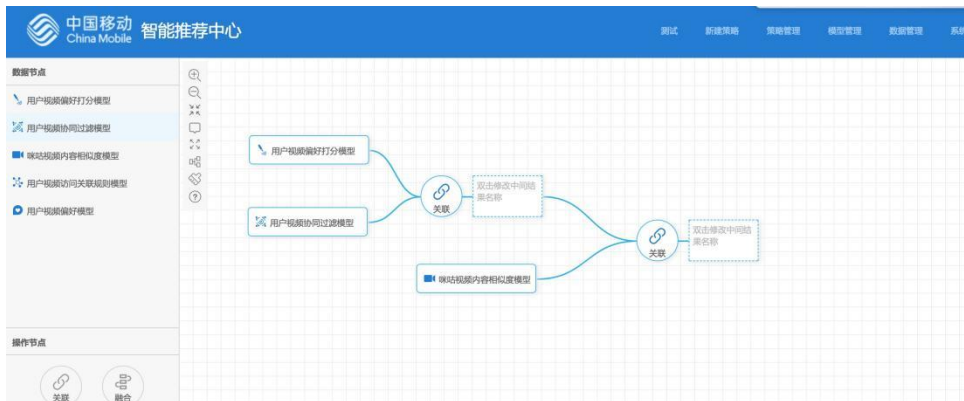 中国移动
China Mobile
智能推荐中心
测试 新建策略 策略管理 模型管理 数据管理 系统
数据节点
用户视频偏好打分模型
用户视频协同过滤模型
咪咕视频内容相似度模型
用户视频访问关联规则模型
用户视频偏好模型
用户视频偏好打分模型
用户视频协同过滤模型
关联
双击修改中间结
果名称
咪咕视频内容相似度模型
关联
双击修改中间结
果名称
操作节点
关联
融合